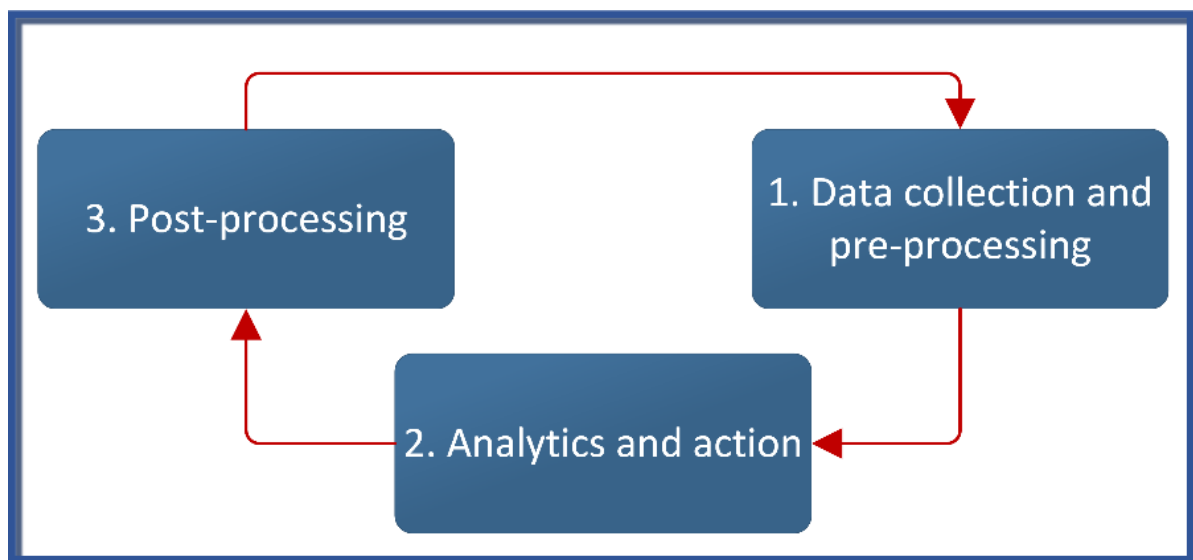 3. Post-processing
1. Data collection and
pre-processing
2. Analytics and action